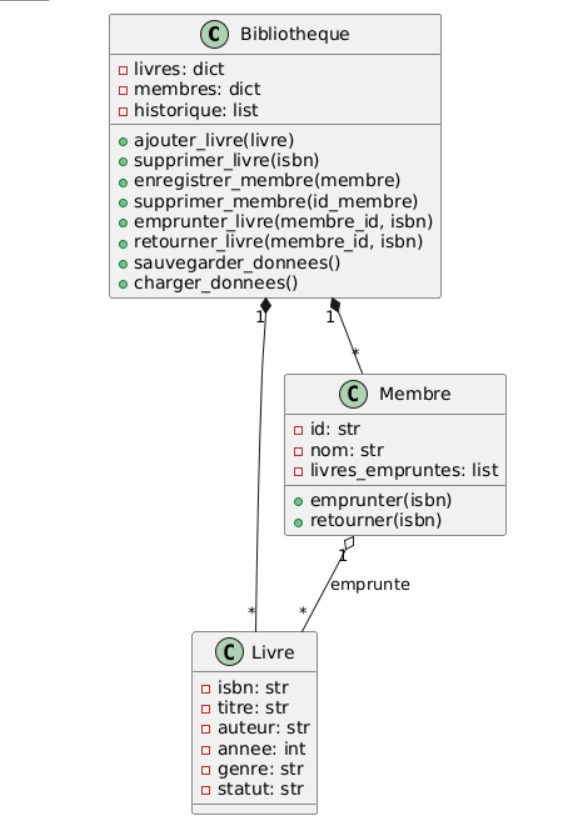 C Bibliotheque
livres: dict
membres: dict
historique: list
ajouter_livre(livre)
supprimer_livre(isbn)
enregistrer_membre(membre)
supprimer_membre(id_membre)
emprunter_livre(membre_id, isbn)
retourner_livre(membre_id, isbn)
sauvegarder_donnees()
charger_donnees()
1 1
*
C Membre
id: str
nom: str
livres_empruntes: list
emprunter(isbn)
retourner(isbn)
1
emprunte
* *
C Livre
isbn: str
titre: str
auteur: str
annee: int
genre: str
statut: str